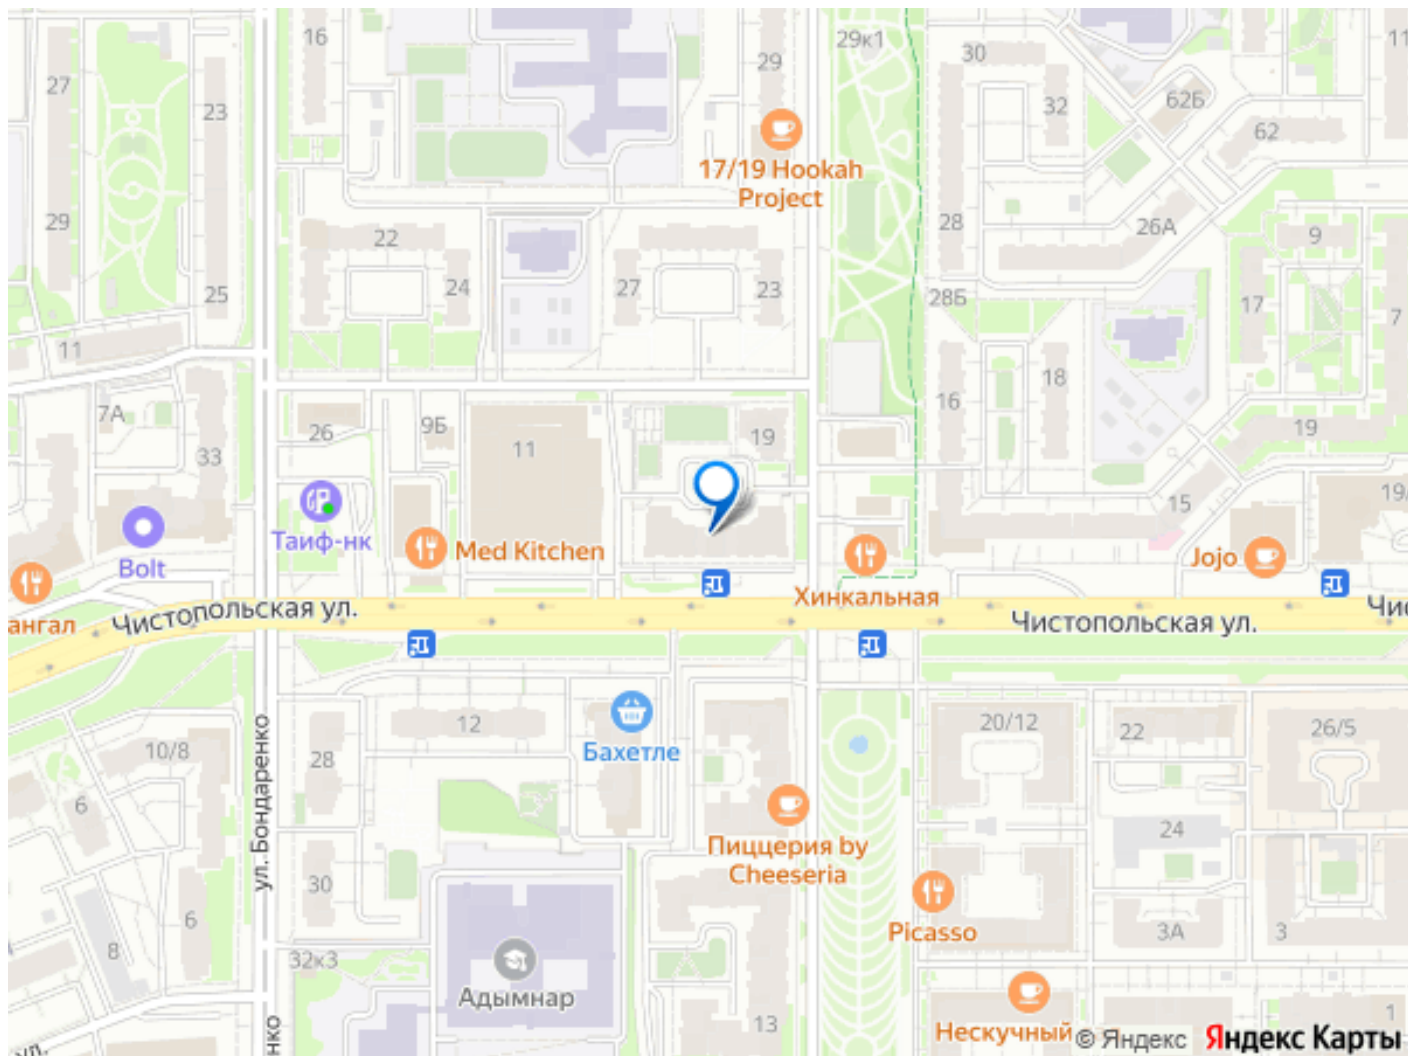 16
29
29к1
30
11
27
23
32
62Б
62
17/19 Hookah
Project
29
22
28
26А
9
24
27
23
28Б
17
7
25
11
18
16
7А
26
9Б
11
19
19
33
15
19/
Таиф-нк
Med Kitchen
Bolt
Jojo
Хинкальная
ангал
Чистопольская ул.
Чистопольская ул.
Чис
12
20/12
22
26/5
10/8
28
Бахетле
6
ул. Бондаренко
24
Пиццерия by
Cheeseria
30
6
8
3А
3
Picasso
32к3
Адымнар
13
Нескучный
1
нко
ул.
© Яндекс Яндекс Карты